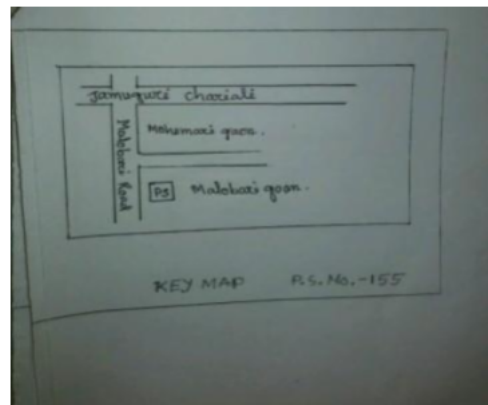 Jamuguri Chariali
Mohemari gaon.
Malobari Road
PS Malobari gaon.
KEY MAP P.S. No. -155